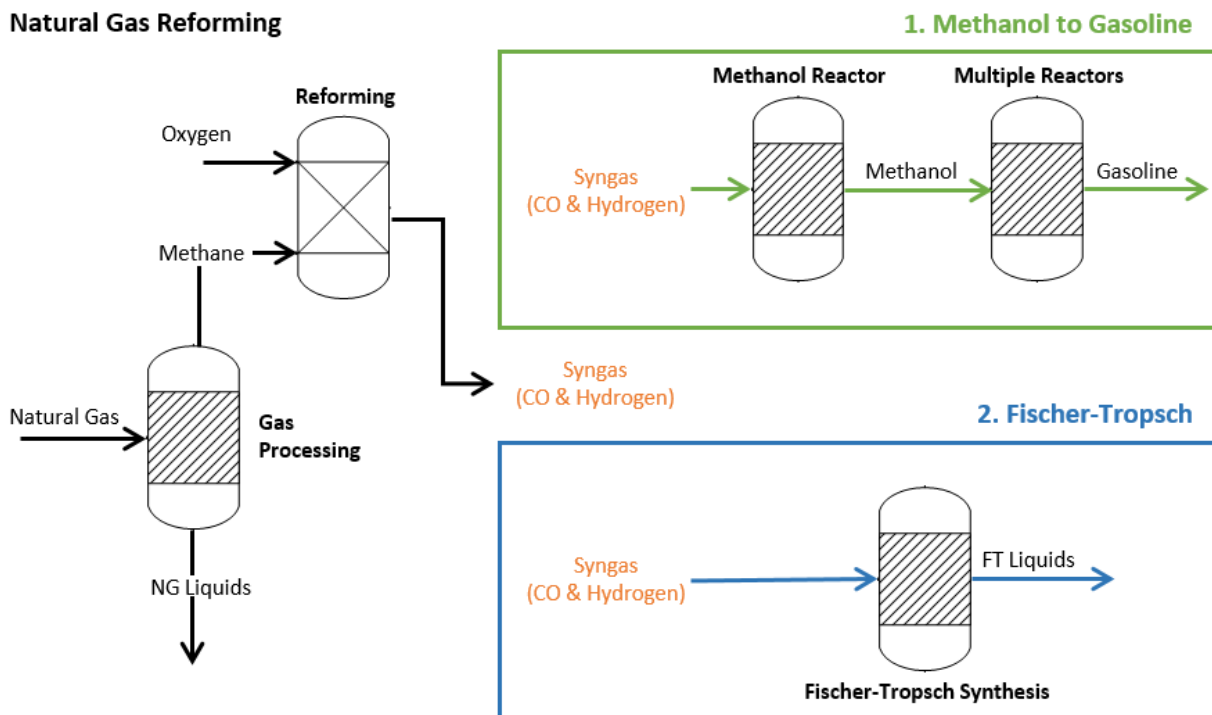 Natural Gas Reforming
Reforming
Oxygen
Methane
Natural Gas
Gas
Processing
NG Liquids
Syngas
(CO & Hydrogen)
1. Methanol to Gasoline
Methanol Reactor
Multiple Reactors
Syngas
(CO & Hydrogen)
Methanol
Gasoline
2. Fischer-Tropsch
Syngas
(CO & Hydrogen)
FT Liquids
Fischer-Tropsch Synthesis